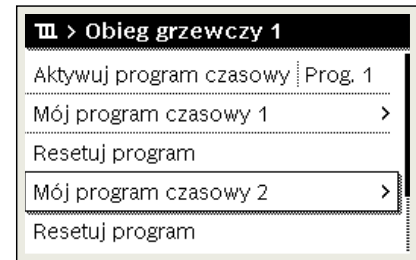 > Obieg grzewczy 1
Aktywuj program czasowy Prog. 1
Mój program czasowy 1 >
Resetuj program
Mój program czasowy 2 >
Resetuj program